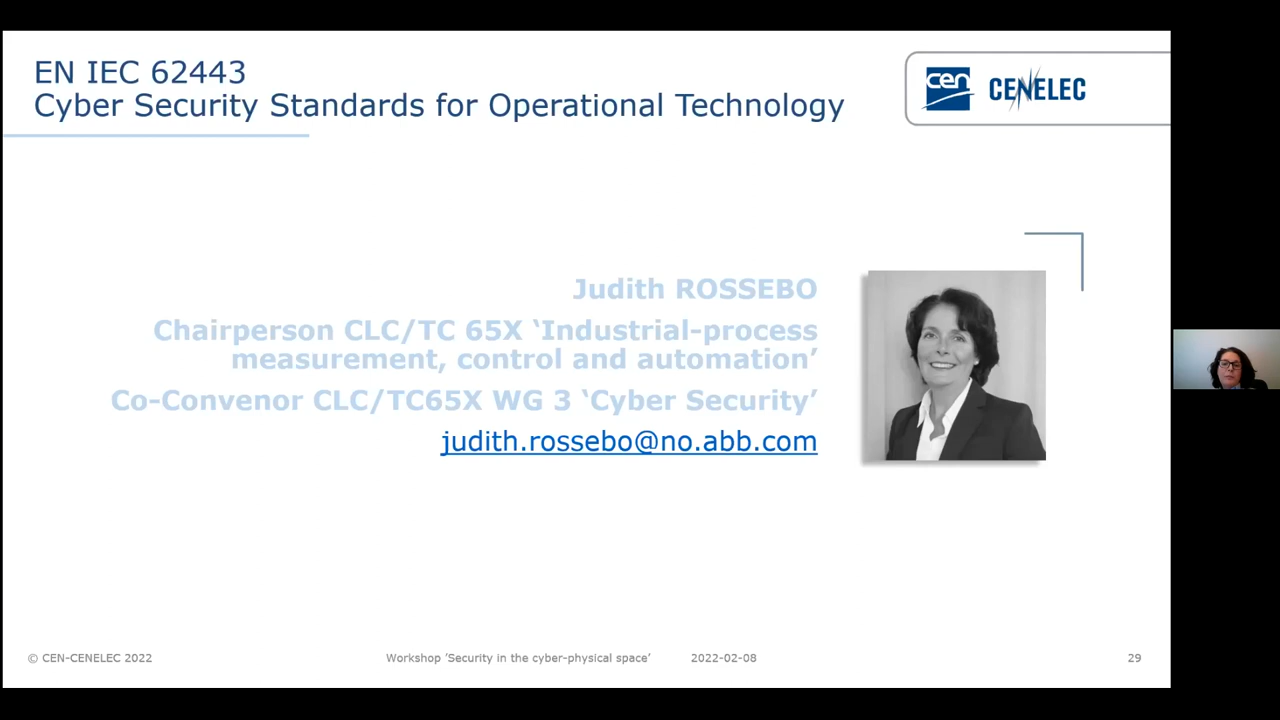 EN IEC 62443
Cyber Security Standards for Operational Technology
cen
CENELEC
Judith ROSSEBO
Chairperson CLC/TC 65X ‘Industrial-process
measurement, control and automation’
Co-Convenor CLC/TC65X WG 3 ‘Cyber Security’
judith.rossebo@no.abb.com
© CEN-CENELEC 2022
Workshop ‘Security in the cyber-physical space’
2022-02-08
29